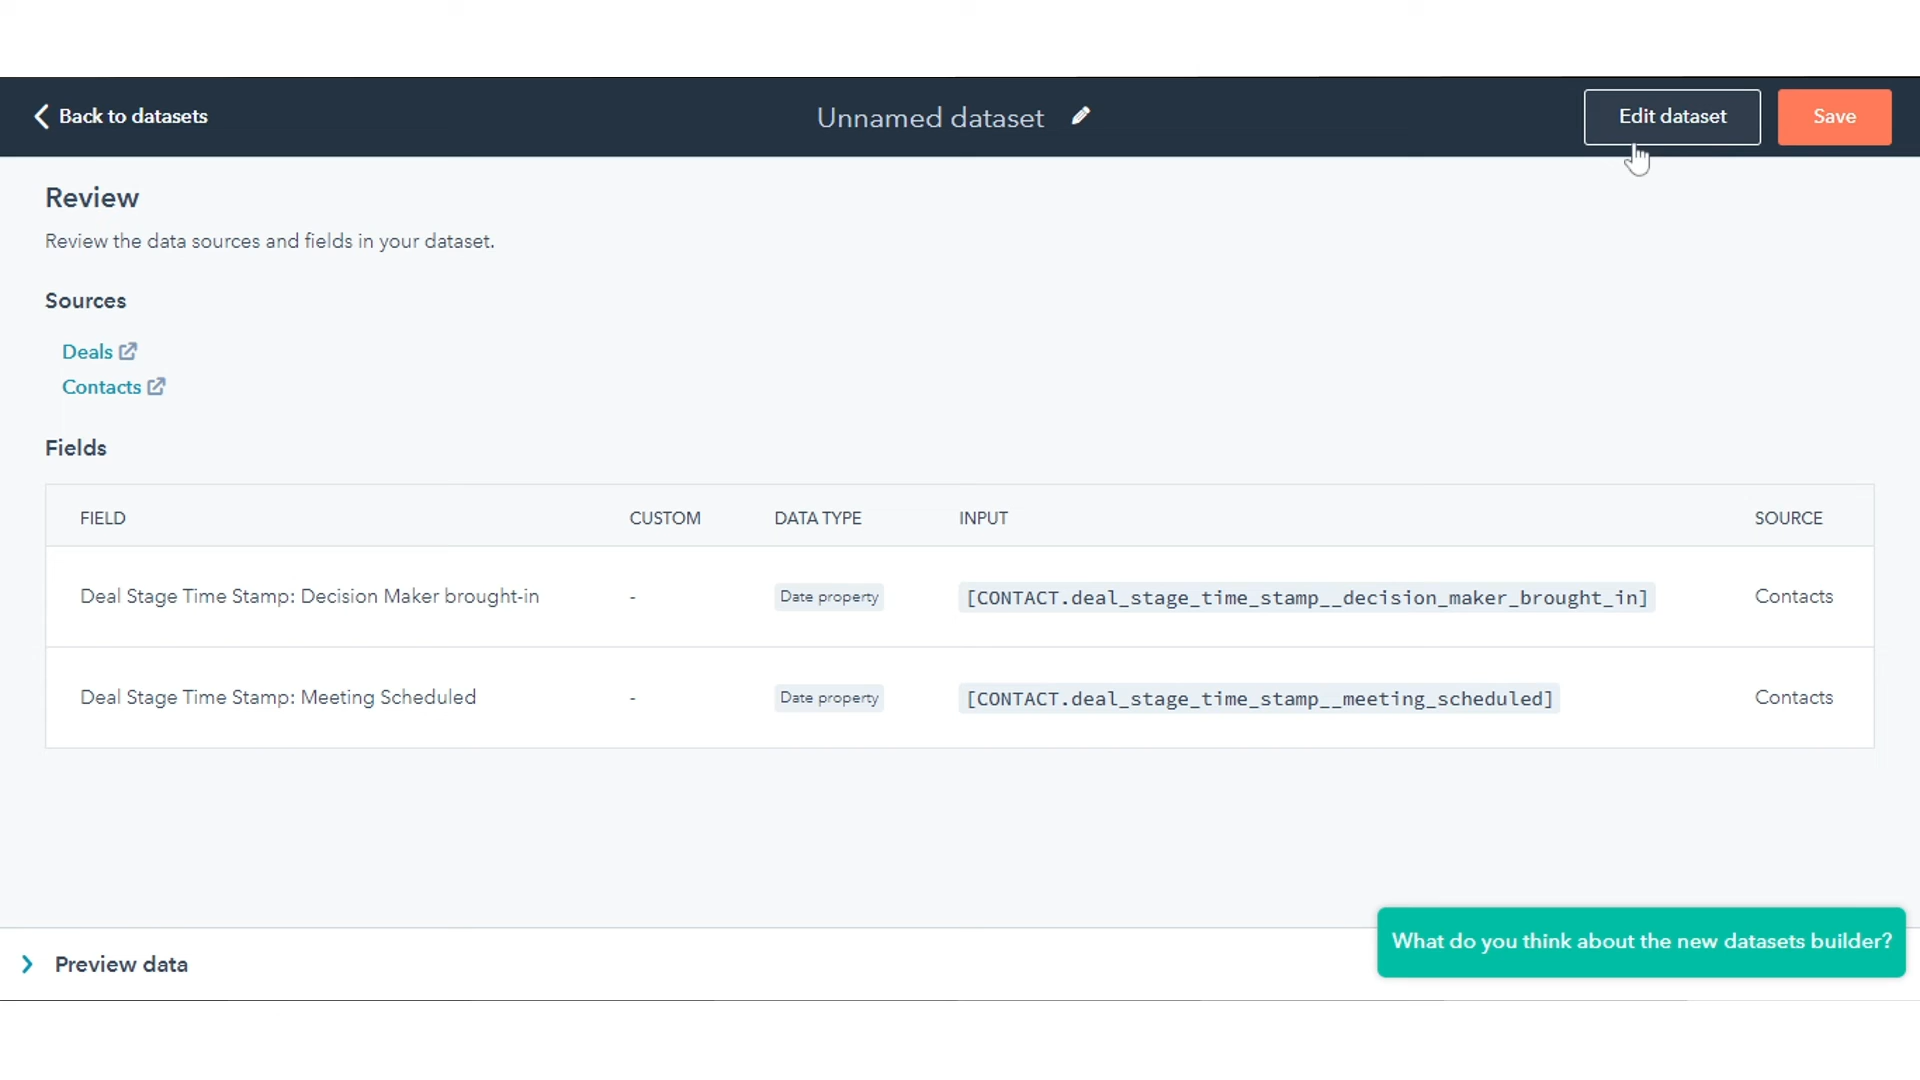 Back to datasets
Unnamed dataset
Edit dataset
Save
Review
Review the data sources and fields in your dataset.
Sources
Deals
Contacts
Fields
FIELD CUSTOM DATA TYPE INPUT SOURCE
Deal Stage Time Stamp: Decision Maker brought-in - Date property [CONTACT.deal_stage_time_stamp__decision_maker_brought_in] Contacts
Deal Stage Time Stamp: Meeting Scheduled - Date property [CONTACT.deal_stage_time_stamp__meeting_scheduled] Contacts
What do you think about the new datasets builder?
Preview data